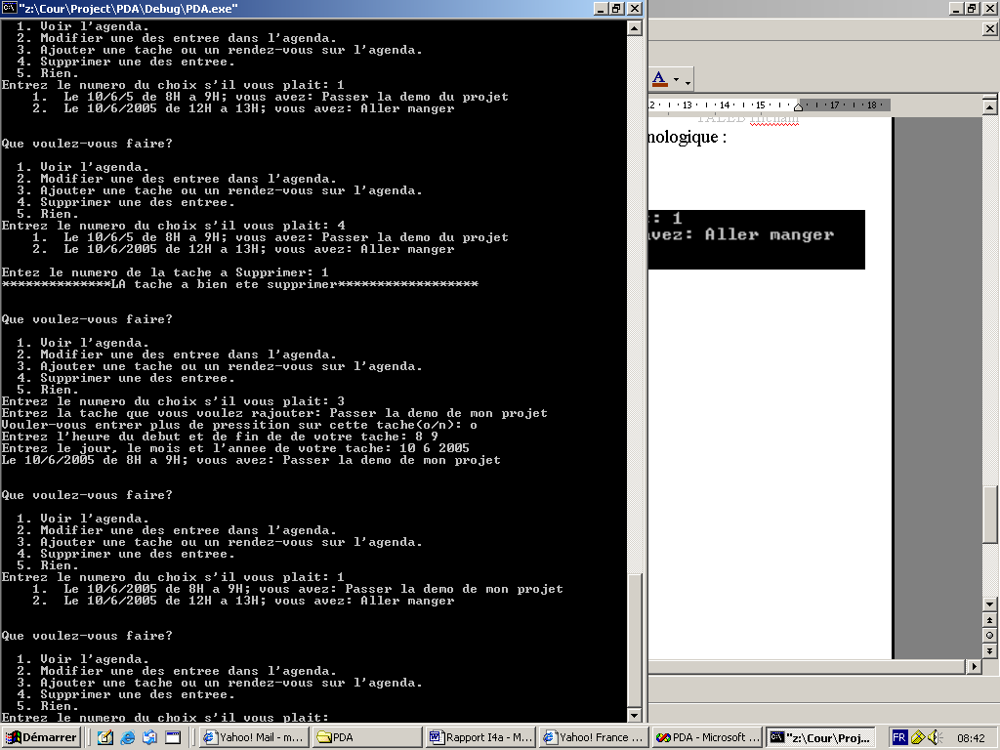 "z:\Cour\Project\PDA\Debug\PDA.exe"
1. Voir l'agenda.
2. Modifier une des entree dans l'agenda.
3. Ajouter une tache ou un rendez-vous sur l'agenda.
4. Supprimer une des entree.
5. Rien.
Entrez le numero du choix s'il vous plait: 1
1. Le 10/6/5 de 8H a 9H; vous avez: Passer la demo du projet
2. Le 10/6/2005 de 12H a 13H; vous avez: Aller manger
Que voulez-vous faire?
1. Voir l'agenda.
2. Modifier une des entree dans l'agenda.
3. Ajouter une tache ou un rendez-vous sur l'agenda.
4. Supprimer une des entree.
5. Rien.
Entrez le numero du choix s'il vous plait: 4
1. Le 10/6/5 de 8H a 9H; vous avez: Passer la demo du projet
2. Le 10/6/2005 de 12H a 13H; vous avez: Aller manger
Entez le numero de la tache a Supprimer: 1
**************LA tache a bien ete supprimer******************
Que voulez-vous faire?
1. Voir l'agenda.
2. Modifier une des entree dans l'agenda.
3. Ajouter une tache ou un rendez-vous sur l'agenda.
4. Supprimer une des entree.
5. Rien.
Entrez le numero du choix s'il vous plait: 3
Entrez la tache que vous voulez rajouter: Passer la demo de mon projet
Vouler-vous entrer plus de pressition sur cette tache(o/n): o
Entrez l'heure du debut et de fin de de votre tache: 8 9
Entrez le jour, le mois et l'annee de votre tache: 10 6 2005
Le 10/6/2005 de 8H a 9H; vous avez: Passer la demo de mon projet
Que voulez-vous faire?
1. Voir l'agenda.
2. Modifier une des entree dans l'agenda.
3. Ajouter une tache ou un rendez-vous sur l'agenda.
4. Supprimer une des entree.
5. Rien.
Entrez le numero du choix s'il vous plait: 1
1. Le 10/6/2005 de 8H a 9H; vous avez: Passer la demo de mon projet
2. Le 10/6/2005 de 12H a 13H; vous avez: Aller manger
Que voulez-vous faire?
1. Voir l'agenda.
2. Modifier une des entree dans l'agenda.
3. Ajouter une tache ou un rendez-vous sur l'agenda.
4. Supprimer une des entree.
5. Rien.
Entrez le numero du choix s'il vous plait:
A
12 13 14 15 17 18
nologique :
: 1
avez: Aller manger
Démarrer
Yahoo! Mail - m...
PDA
Rapport I4a - M...
Yahoo! France ...
PDA - Microsoft ...
"z:\Cour\Proj...
FR
08:42